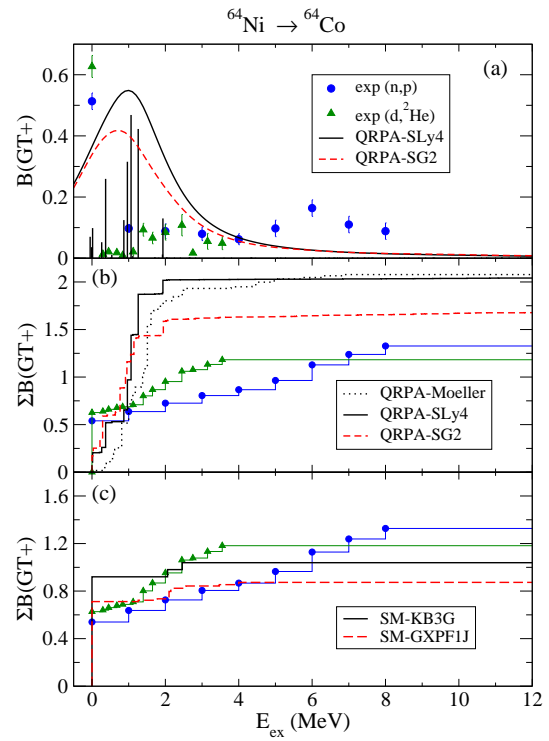 ⁶⁴Ni → ⁶⁴Co
(a)
exp (n,p)
exp (d,²He)
QRPA-SLy4
QRPA-SG2
B(GT+)
0.6
0.4
0.2
0
(b)
QRPA-Moeller
QRPA-SLy4
QRPA-SG2
ΣB(GT+)
2
1.5
1
0.5
0
(c)
SM-KB3G
SM-GXPF1J
ΣB(GT+)
1.6
1.2
0.8
0.4
0
0 2 4 6 8 10 12
E_ex (MeV)